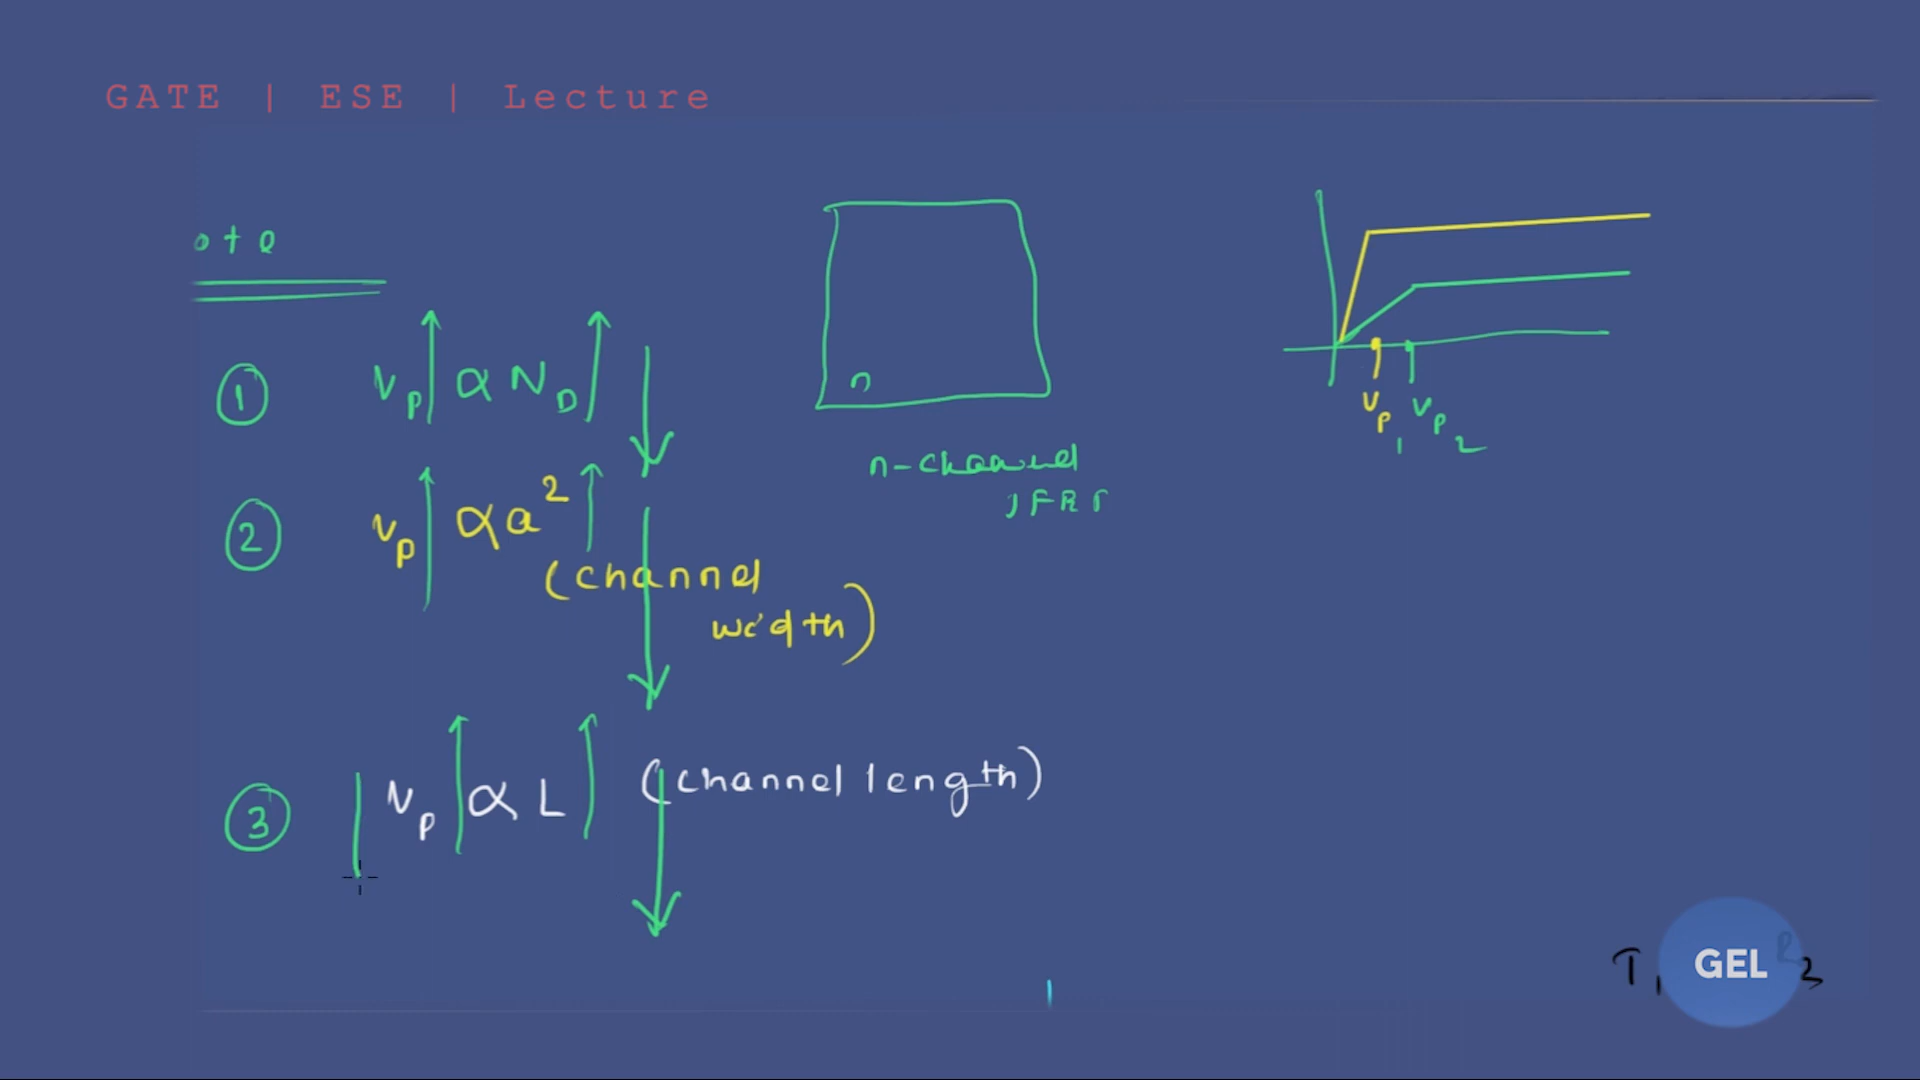 GATE | ESE | Lecture
ote
① Vp α ND
n
n-channel
JFET
Vp1 Vp2
② Vp α a²
(channel
width)
③ Vp α L (channel length)
GEL